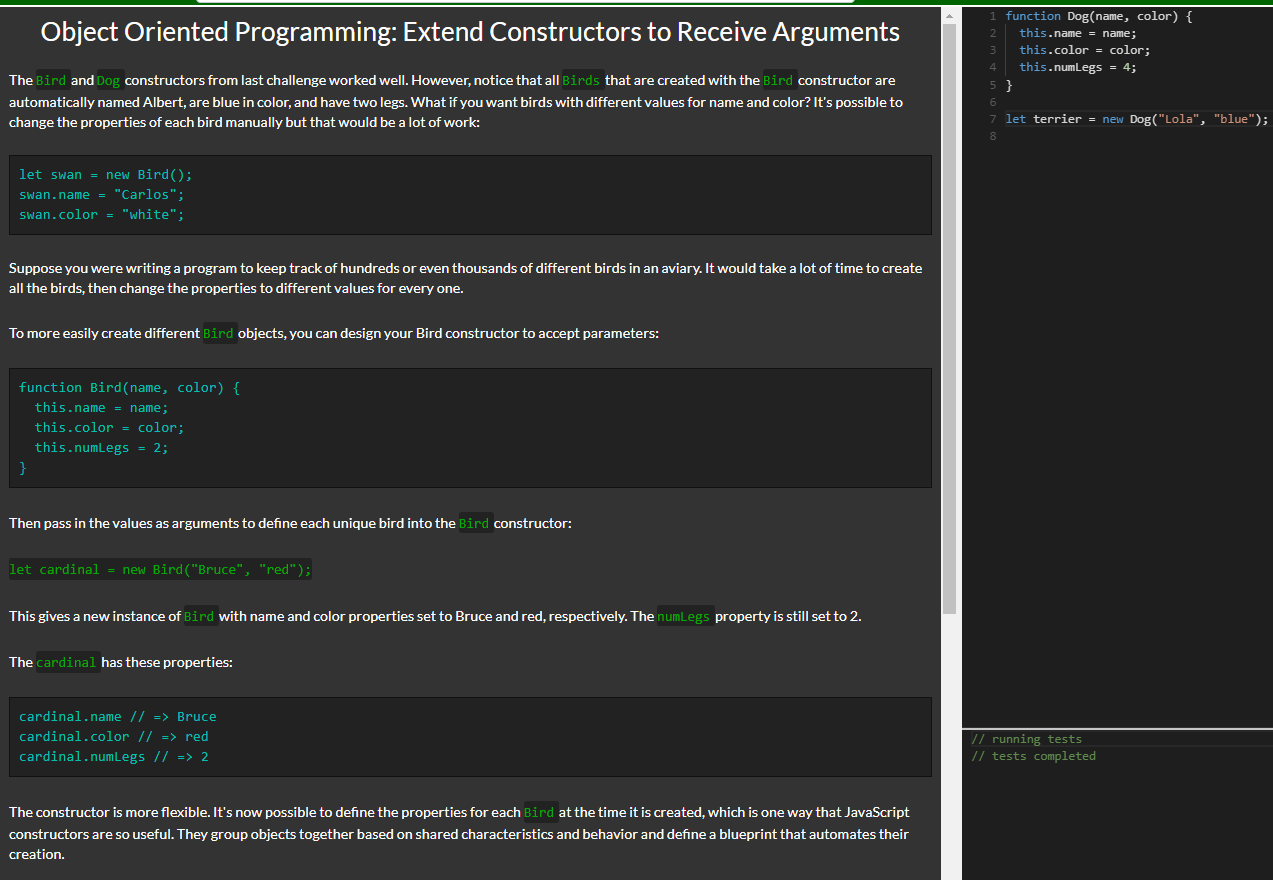 Object Oriented Programming: Extend Constructors to Receive Arguments
The Bird and Dog constructors from last challenge worked well. However, notice that all Birds that are created with the Bird constructor are
automatically named Albert, are blue in color, and have two legs. What if you want birds with different values for name and color? It's possible to
change the properties of each bird manually but that would be a lot of work:
let swan = new Bird();
swan.name = "Carlos";
swan.color = "white";
Suppose you were writing a program to keep track of hundreds or even thousands of different birds in an aviary. It would take a lot of time to create
all the birds, then change the properties to different values for every one.
To more easily create different Bird objects, you can design your Bird constructor to accept parameters:
function Bird(name, color) {
  this.name = name;
  this.color = color;
  this.numLegs = 2;
}
Then pass in the values as arguments to define each unique bird into the Bird constructor:
let cardinal = new Bird("Bruce", "red");
This gives a new instance of Bird with name and color properties set to Bruce and red, respectively. The numLegs property is still set to 2.
The cardinal has these properties:
cardinal.name // => Bruce
cardinal.color // => red
cardinal.numLegs // => 2
The constructor is more flexible. It's now possible to define the properties for each Bird at the time it is created, which is one way that JavaScript
constructors are so useful. They group objects together based on shared characteristics and behavior and define a blueprint that automates their
creation.
1 function Dog(name, color) {
2   this.name = name;
3   this.color = color;
4   this.numLegs = 4;
5 }
6
7 let terrier = new Dog("Lola", "blue");
8
// running tests
// tests completed